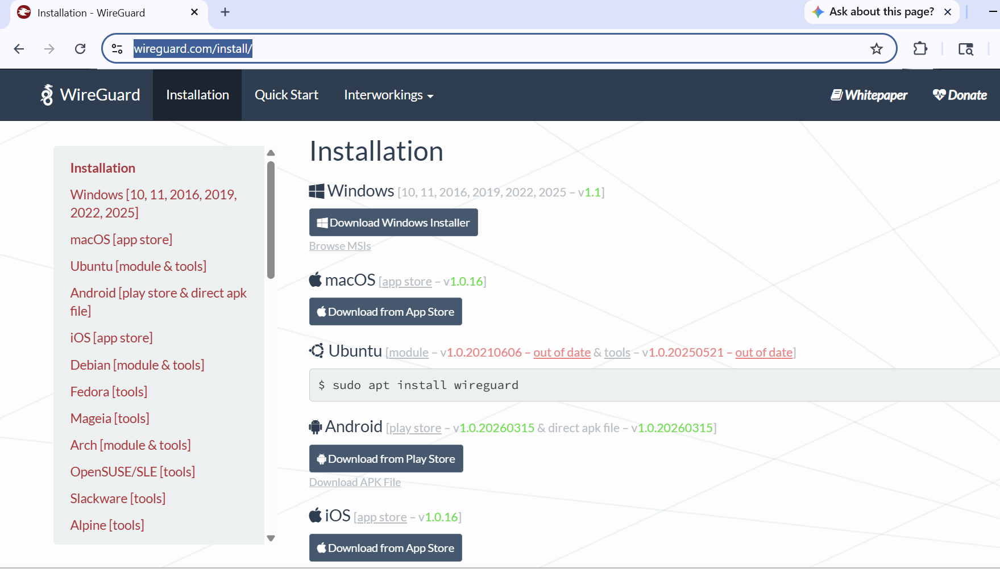 Installation - WireGuard
Ask about this page?
wireguard.com/install/
WireGuard
Installation
Quick Start
Interworkings
Whitepaper
Donate
Installation
Windows [10, 11, 2016, 2019,
2022, 2025]
macOS [app store]
Ubuntu [module & tools]
Android [play store & direct apk
file]
iOS [app store]
Debian [module & tools]
Fedora [tools]
Mageia [tools]
Arch [module & tools]
OpenSUSE/SLE [tools]
Slackware [tools]
Alpine [tools]
Installation
Windows [10, 11, 2016, 2019, 2022, 2025 – v1.1]
Download Windows Installer
Browse MSIs
macOS [app store – v1.0.16]
Download from App Store
Ubuntu [module – v1.0.20210606 – out of date & tools – v1.0.20250521 – out of date]
$ sudo apt install wireguard
Android [play store – v1.0.20260315 & direct apk file – v1.0.20260315]
Download from Play Store
Download APK File
iOS [app store – v1.0.16]
Download from App Store